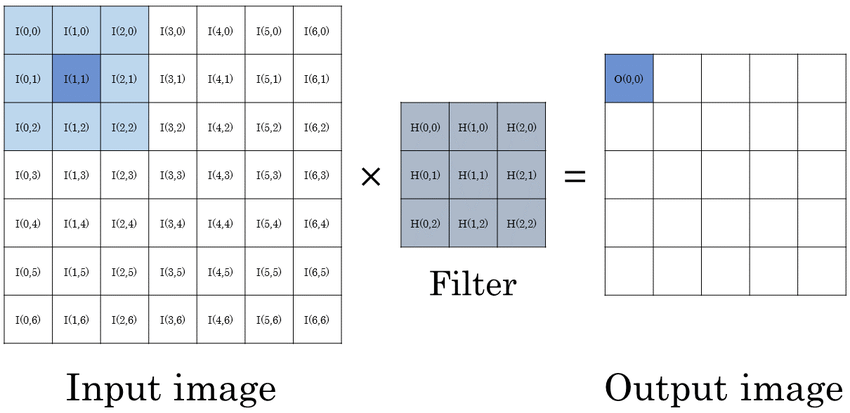 I(0,0) I(1,0) I(2,0) I(3,0) I(4,0) I(5,0) I(6,0)
I(0,1) I(1,1) I(2,1) I(3,1) I(4,1) I(5,1) I(6,1)
I(0,2) I(1,2) I(2,2) I(3,2) I(4,2) I(5,2) I(6,2)
I(0,3) I(1,3) I(2,3) I(3,3) I(4,3) I(5,3) I(6,3)
I(0,4) I(1,4) I(2,4) I(3,4) I(4,4) I(5,4) I(6,4)
I(0,5) I(1,5) I(2,5) I(3,5) I(4,5) I(5,5) I(6,5)
I(0,6) I(1,6) I(2,6) I(3,6) I(4,6) I(5,6) I(6,6)
Input image
×
H(0,0) H(1,0) H(2,0)
H(0,1) H(1,1) H(2,1)
H(0,2) H(1,2) H(2,2)
Filter
=
O(0,0)
Output image